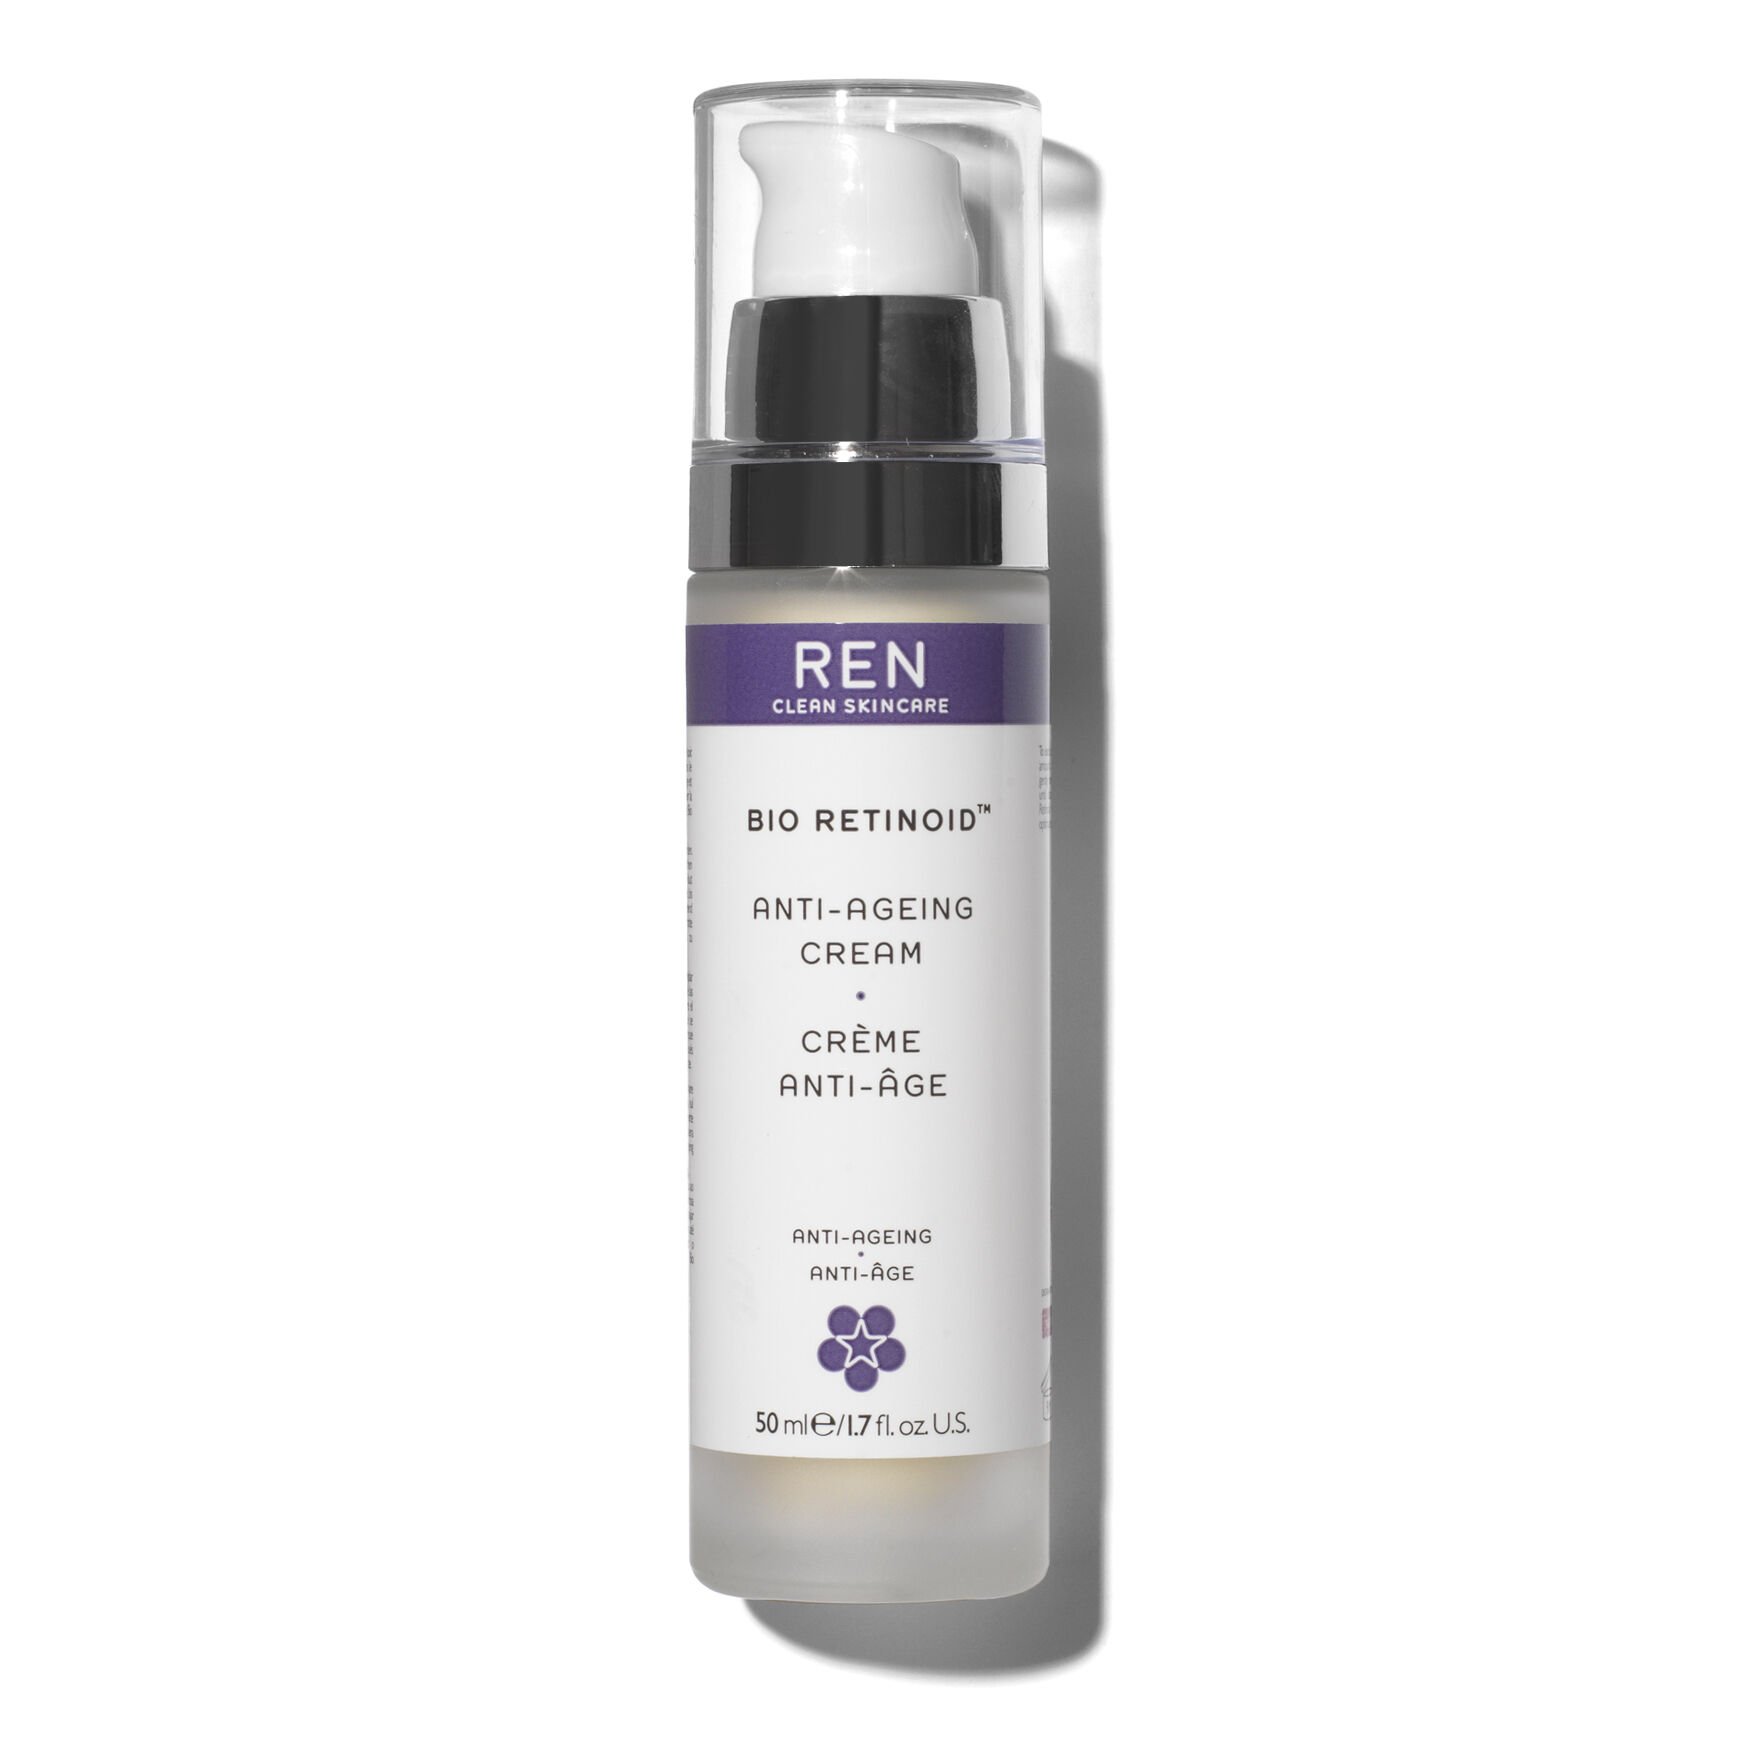 REN
CLEAN SKINCARE
BIO RETINOID™
ANTI-AGEING
CREAM
•
CRÈME
ANTI-ÂGE
ANTI-AGEING
•
ANTI-ÂGE
50 ml℮/1.7 fl. oz. U.S.